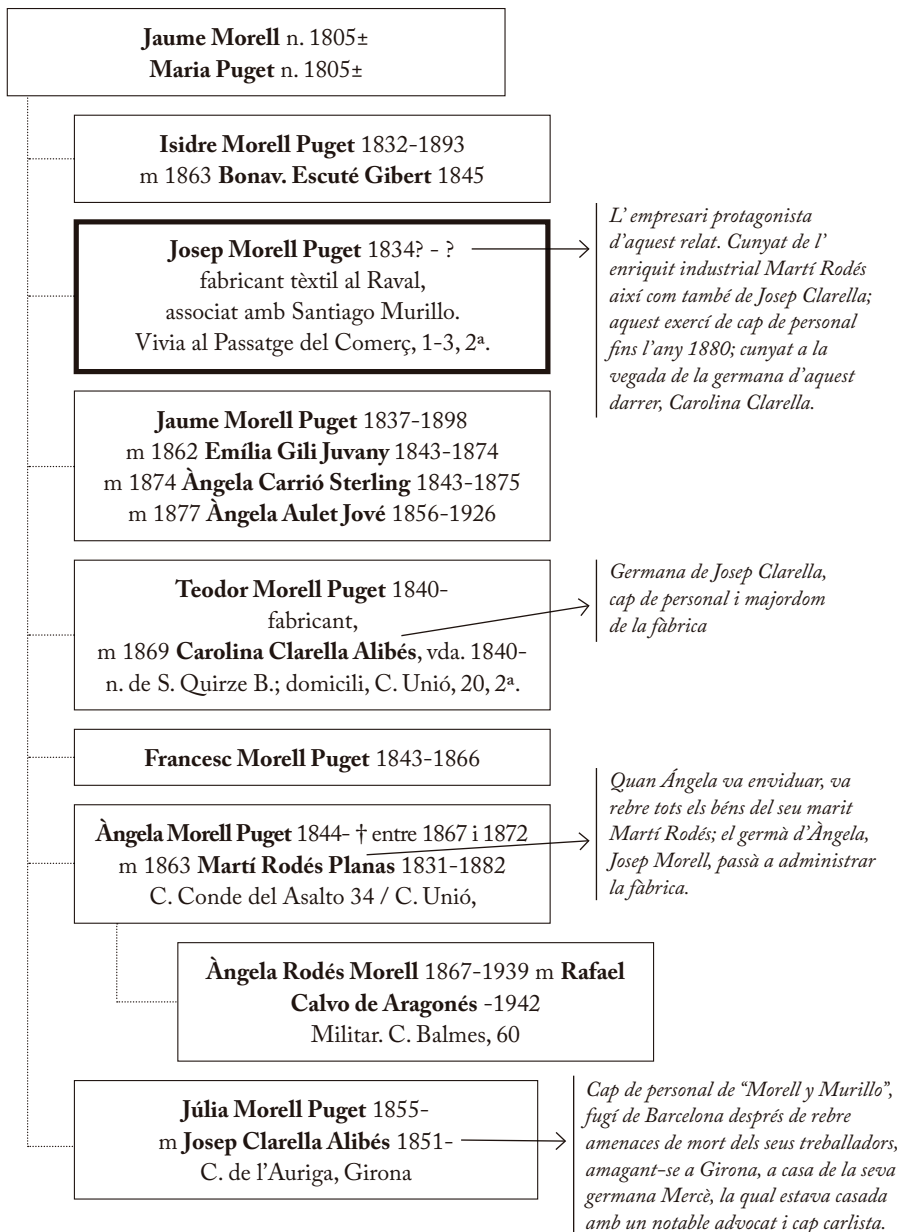 Jaume Morell n. 1805±
Maria Puget n. 1805±
Isidre Morell Puget 1832-1893
m 1863 Bonav. Escuté Gibert 1845
Josep Morell Puget 1834? - ?
fabricant tèxtil al Raval,
associat amb Santiago Murillo.
Vivia al Passatge del Comerç, 1-3, 2ª.
L’ empresari protagonista
d’aquest relat. Cunyat de l’
enriquit industrial Martí Rodés
així com també de Josep Clarella;
aquest exercí de cap de personal
fins l’any 1880; cunyat a la
vegada de la germana d’aquest
darrer, Carolina Clarella.
Jaume Morell Puget 1837-1898
m 1862 Emília Gili Juvany 1843-1874
m 1874 Àngela Carrió Sterling 1843-1875
m 1877 Àngela Aulet Jové 1856-1926
Teodor Morell Puget 1840-
fabricant,
m 1869 Carolina Clarella Alibés, vda. 1840-
n. de S. Quirze B.; domicili, C. Unió, 20, 2ª.
Germana de Josep Clarella,
cap de personal i majordom
de la fàbrica
Francesc Morell Puget 1843-1866
Àngela Morell Puget 1844- † entre 1867 i 1872
m 1863 Martí Rodés Planas 1831-1882
C. Conde del Asalto 34 / C. Unió,
Quan Ángela va enviduar, va
rebre tots els béns del seu marit
Martí Rodés; el germà d’Àngela,
Josep Morell, passà a administrar
la fàbrica.
Àngela Rodés Morell 1867-1939 m Rafael
Calvo de Aragonés -1942
Militar. C. Balmes, 60
Júlia Morell Puget 1855-
m Josep Clarella Alibés 1851-
C. de l’Auriga, Girona
Cap de personal de “Morell y Murillo”,
fugí de Barcelona després de rebre
amenaces de mort dels seus treballadors,
amagant-se a Girona, a casa de la seva
germana Mercè, la qual estava casada
amb un notable advocat i cap carlista.